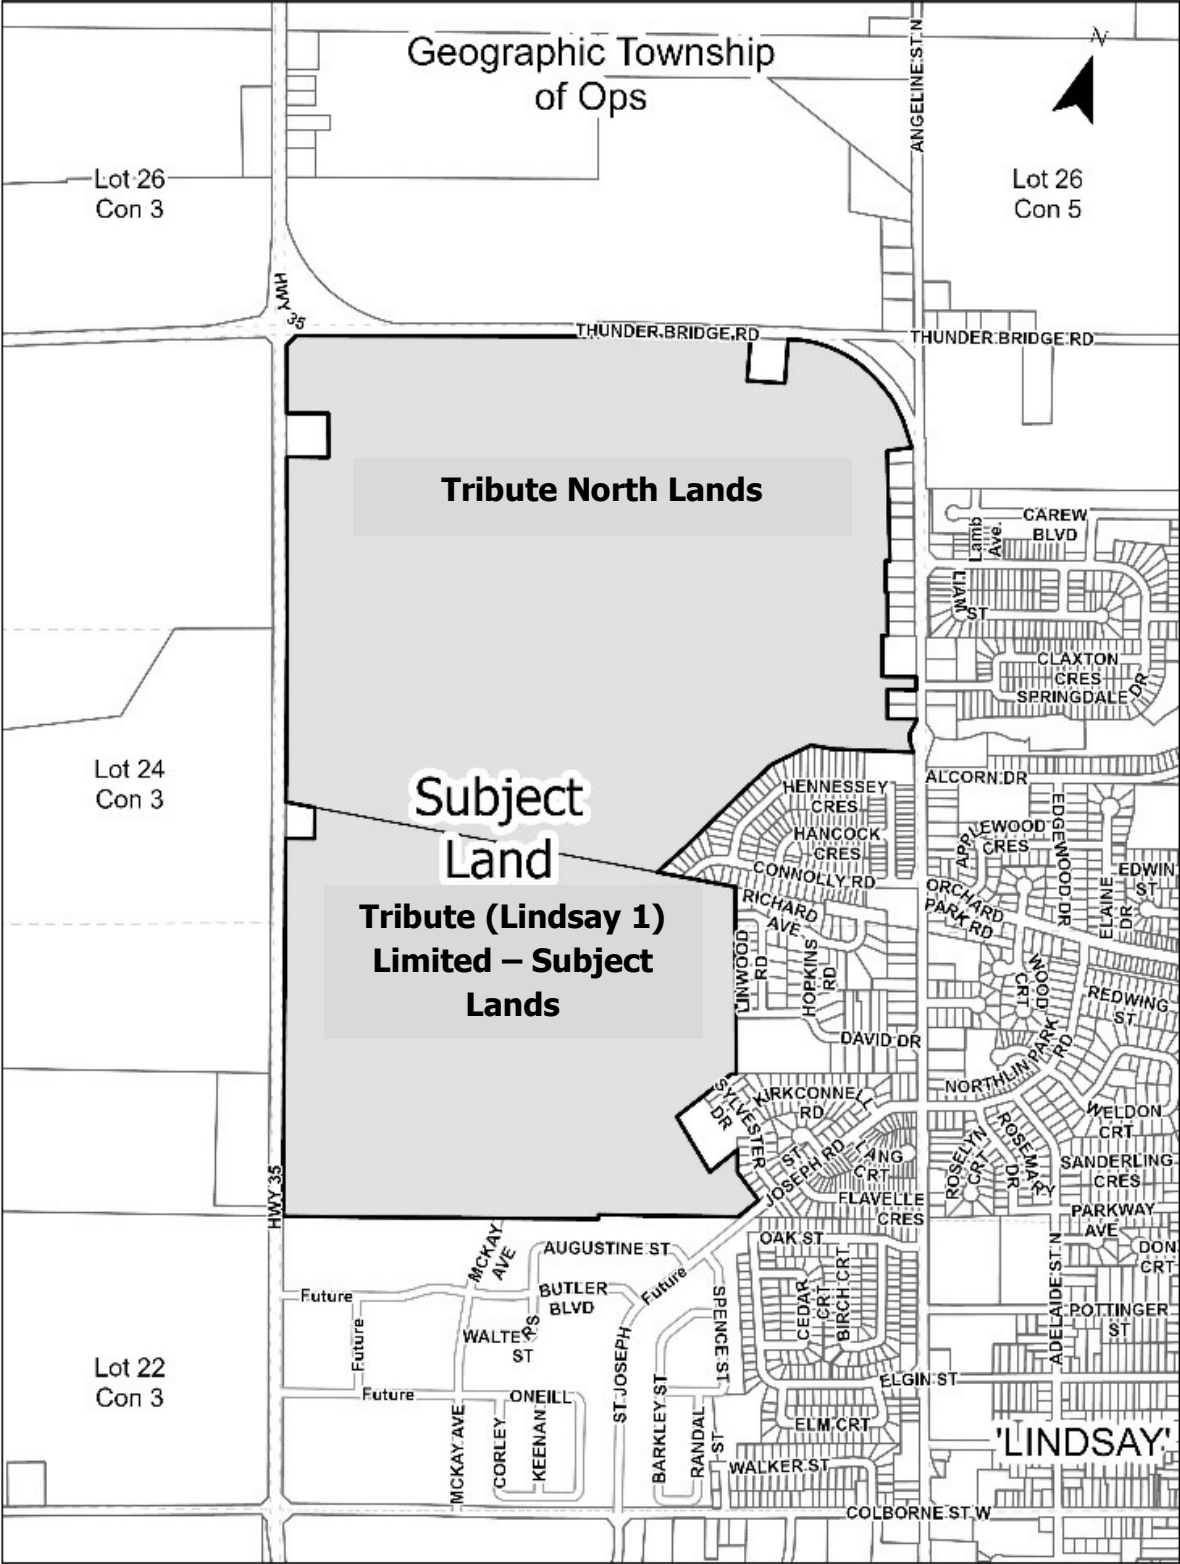 Geographic Township
of Ops
N
ANGELINE ST N
Lot 26
Con 3
Lot 26
Con 5
HWY 35
THUNDER BRIDGE RD
THUNDER BRIDGE RD
Tribute North Lands
CAREW
BLVD
Lamb
Ave.
LIAM
ST
CLAXTON
CRES
SPRINGDALE DR
Lot 24
Con 3
Subject
Land
ALCORN DR
HENNESSEY
CRES
HANCOCK
CRES
CONNOLLY RD
APPLEWOOD
CRES
EDGEWOOD DR
ELAINE
DR
EDWIN
ST
ORCHARD
PARK RD
Tribute (Lindsay 1)
Limited – Subject
Lands
RICHARD
AVE
LINWOOD
RD
HOPKINS
RD
WOOD
CRT
REDWING
ST
DAVID DR
NORTHLIN PARK
RD
SYLVESTER
DR
KIRKCONNELL
RD
ST
JOSEPH RD
LANG
CRT
WELDON
CRT
ROSELYN
CRT
ROSEMARY
DR
SANDERLING
CRES
FLAVELLE
CRES
PARKWAY
AVE
HWY 35
MCKAY
AVE
AUGUSTINE ST
OAK ST
DON
CRT
Future
BUTLER
BLVD
Future
SPENCE ST
CEDAR
CRT
BIRCH CRT
ADELAIDE ST N
POTTINGER
ST
Future
WALTERS
ST
ST JOSEPH
Lot 22
Con 3
Future
ONEILL
ELGIN ST
MCKAY AVE
CORLEY
KEENAN
BARKLEY ST
RANDAL
ST
ELM CRT
'LINDSAY'
WALKER ST
COLBORNE ST W